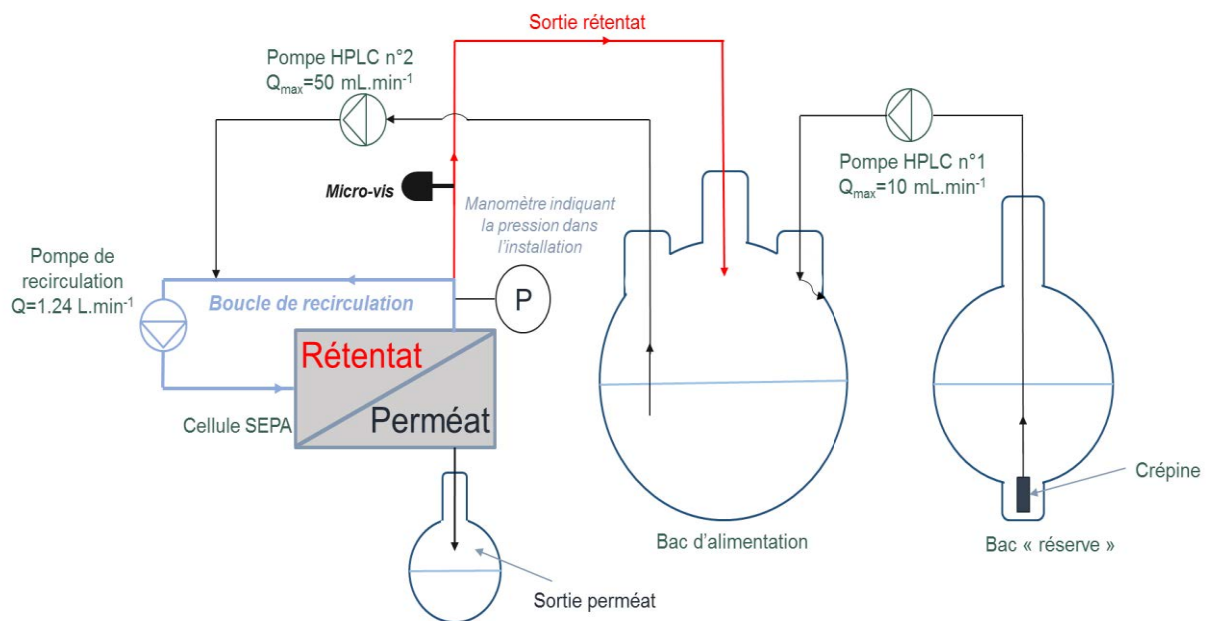 Sortie rétentat
Pompe HPLC n°2
Qmax=50 mL.min-1
Pompe HPLC n°1
Qmax=10 mL.min-1
Micro-vis
Manomètre indiquant
la pression dans
l'installation
Pompe de
recirculation
Q=1.24 L.min-1
Boucle de recirculation
P
Rétentat
Perméat
Cellule SEPA
Crépine
Bac d'alimentation
Bac « réserve »
Sortie perméat